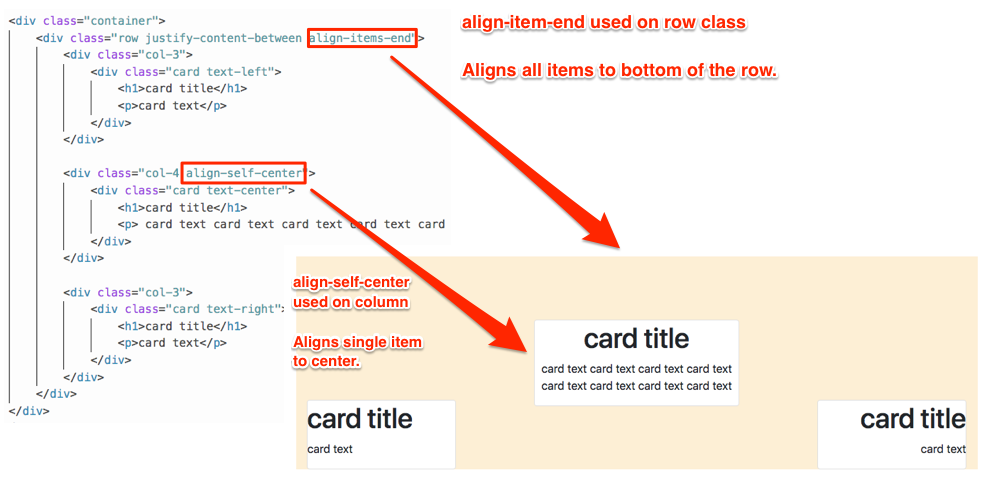 <div class="container">
<div class="row justify-content-between align-items-end">
<div class="col-3">
<div class="card text-left">
<h1>card title</h1>
<p>card text</p>
</div>
</div>
<div class="col-4 align-self-center">
<div class="card text-center">
<h1>card title</h1>
<p> card text card text card text card text card
</div>
</div>
<div class="col-3">
<div class="card text-right">
<h1>card title</h1>
<p>card text</p>
</div>
</div>
</div>
</div>
align-item-end used on row class
Aligns all items to bottom of the row.
align-self-center
used on column
Aligns single item
to center.
card title
card text card text card text card text
card text card text card text card text
card title
card text
card title
card text